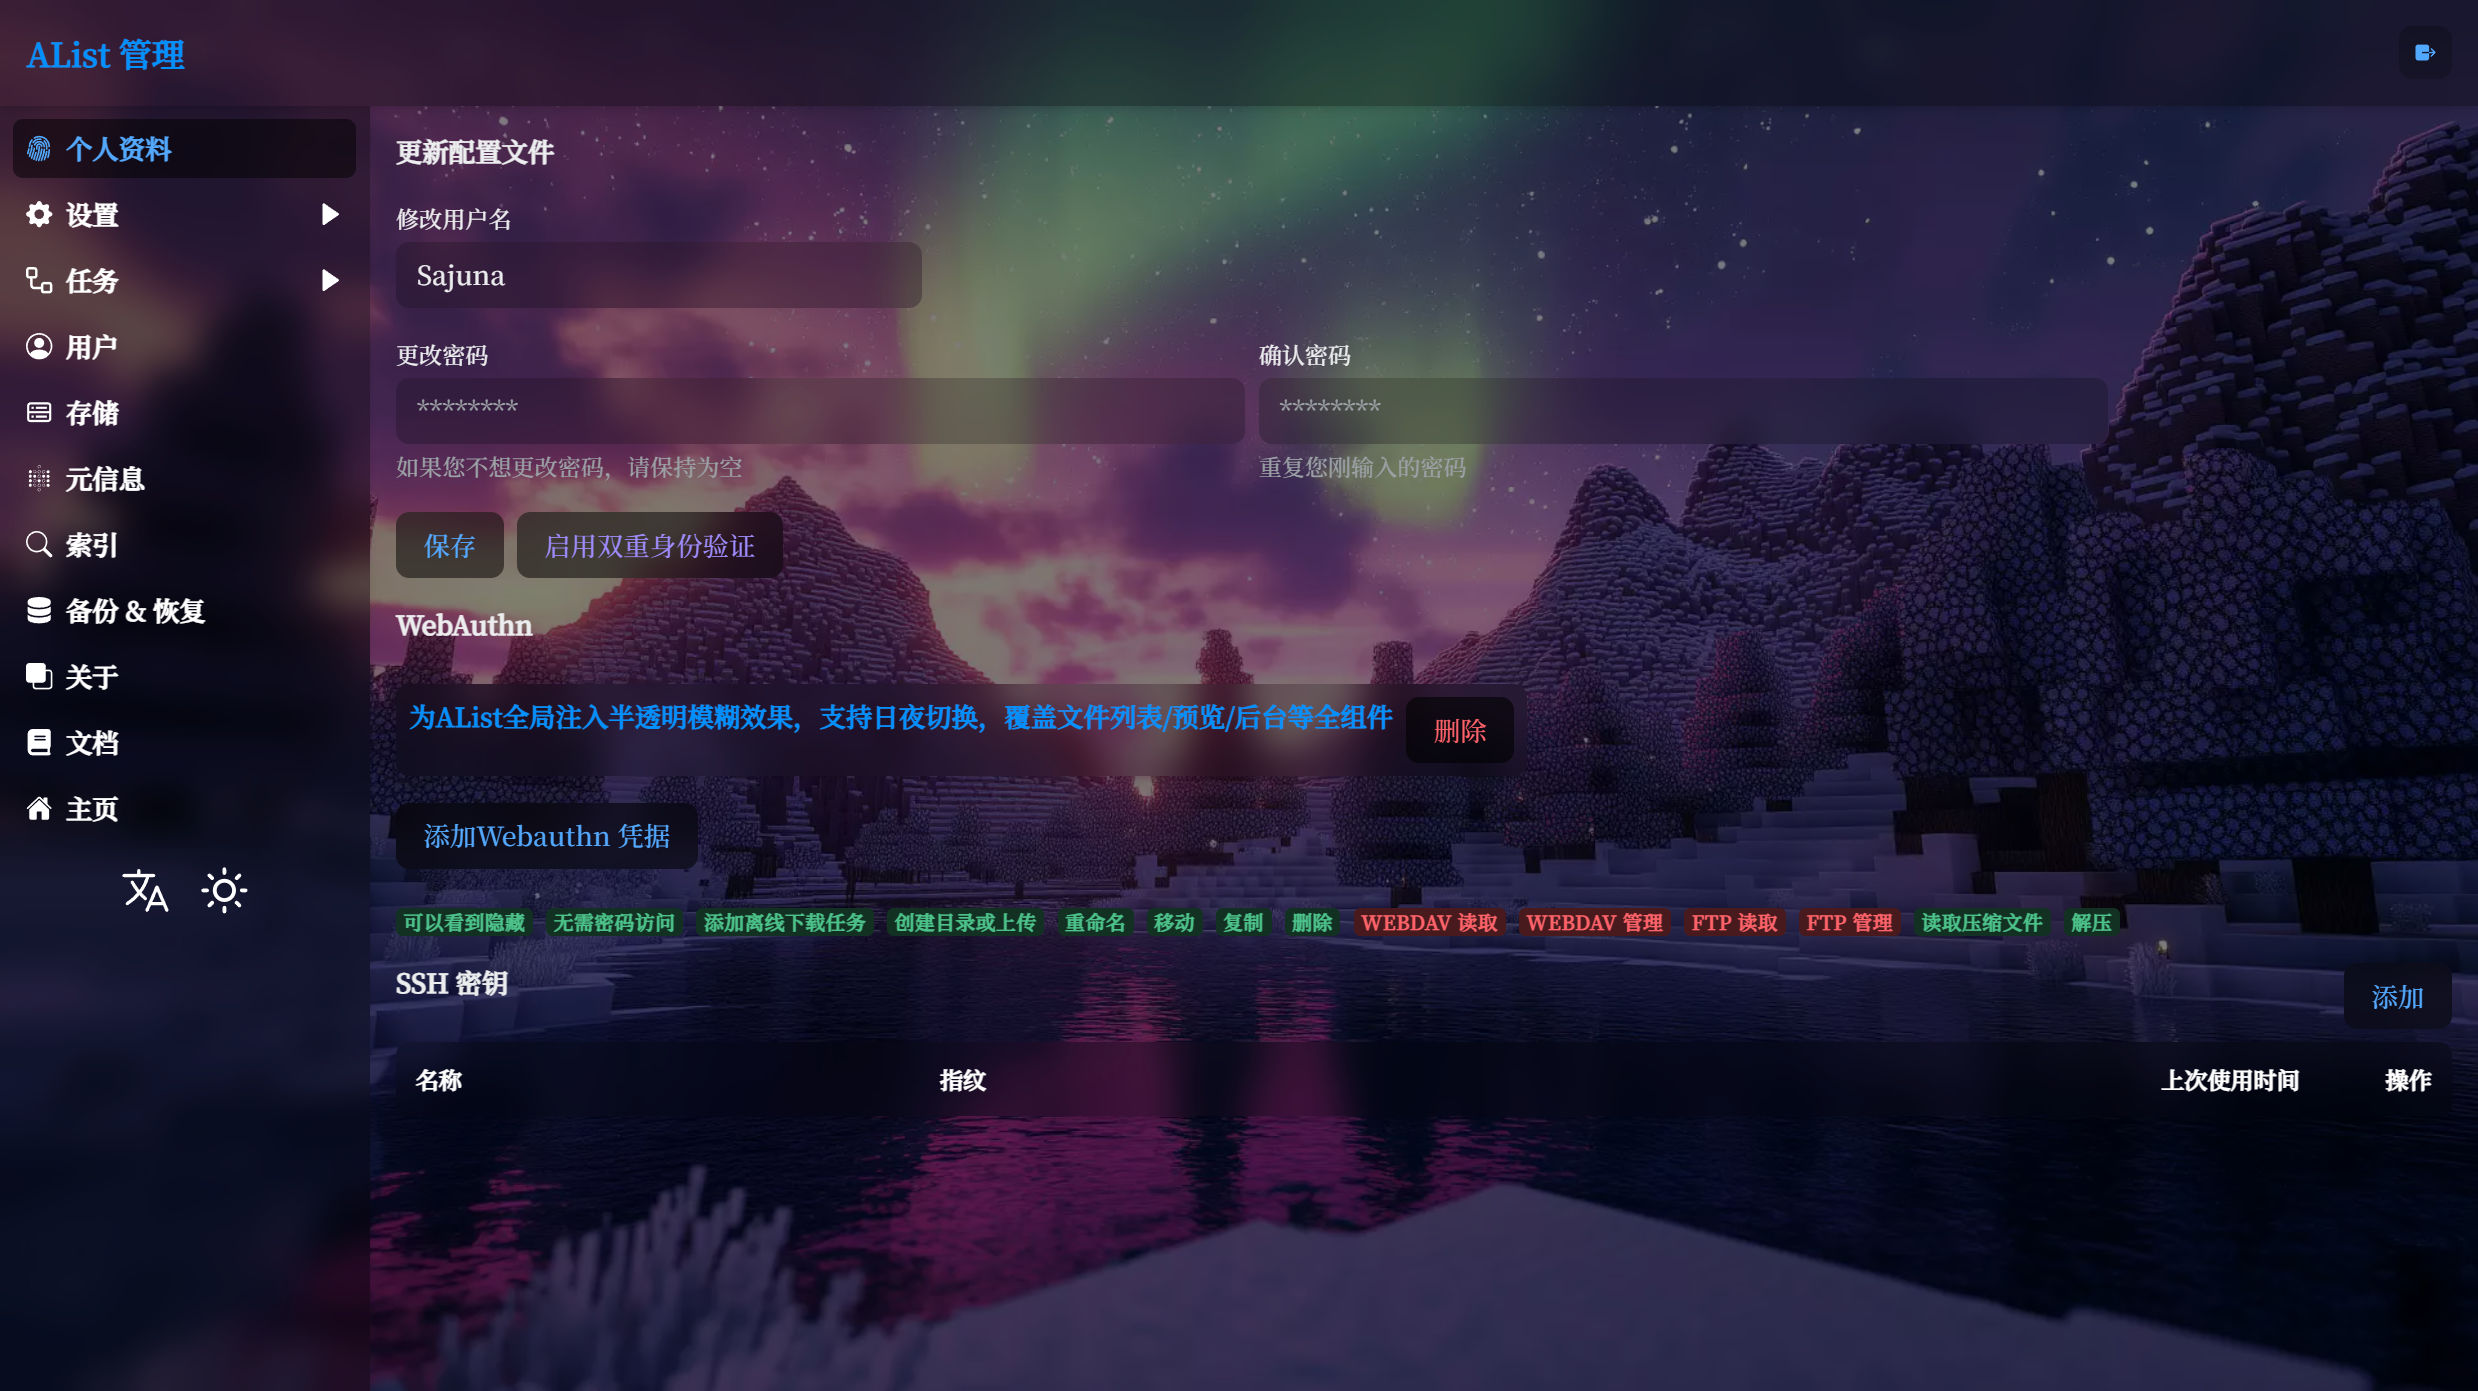 AList 管理
个人资料
设置
任务
用户
存储
元信息
索引
备份 & 恢复
关于
文档
主页
更新配置文件
修改用户名
Sajuna
更改密码 确认密码
******** ********
如果您不想更改密码，请保持为空 重复您刚输入的密码
保存 启用双重身份验证
WebAuthn
为AList全局注入半透明模糊效果，支持日夜切换，覆盖文件列表/预览/后台等全组件 删除
添加Webauthn 凭据
可以看到隐藏 无需密码访问 添加离线下载任务 创建目录或上传 重命名 移动 复制 删除 WEBDAV 读取 WEBDAV 管理 FTP 读取 FTP 管理 读取压缩文件 解压
SSH 密钥 添加
名称 指纹 上次使用时间 操作